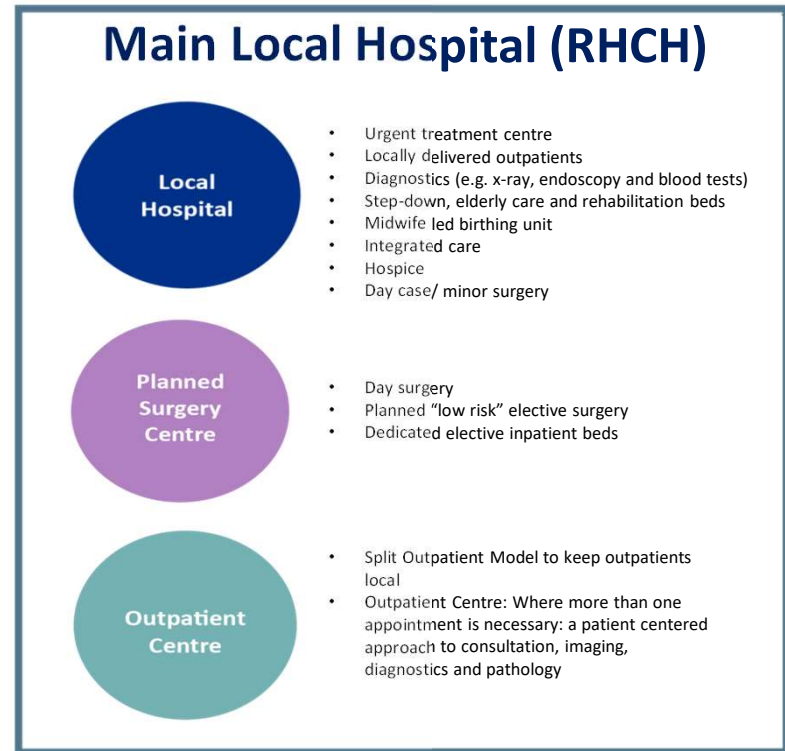 Main Local Hospital (RHCH)
Local
Hospital
• Urgent treatment centre
• Locally delivered outpatients
• Diagnostics (e.g. x-ray, endoscopy and blood tests)
• Step-down, elderly care and rehabilitation beds
• Midwife led birthing unit
• Integrated care
• Hospice
• Day case/ minor surgery
Planned
Surgery
Centre
• Day surgery
• Planned “low risk” elective surgery
• Dedicated elective inpatient beds
Outpatient
Centre
• Split Outpatient Model to keep outpatients
local
• Outpatient Centre: Where more than one
appointment is necessary: a patient centered
approach to consultation, imaging,
diagnostics and pathology